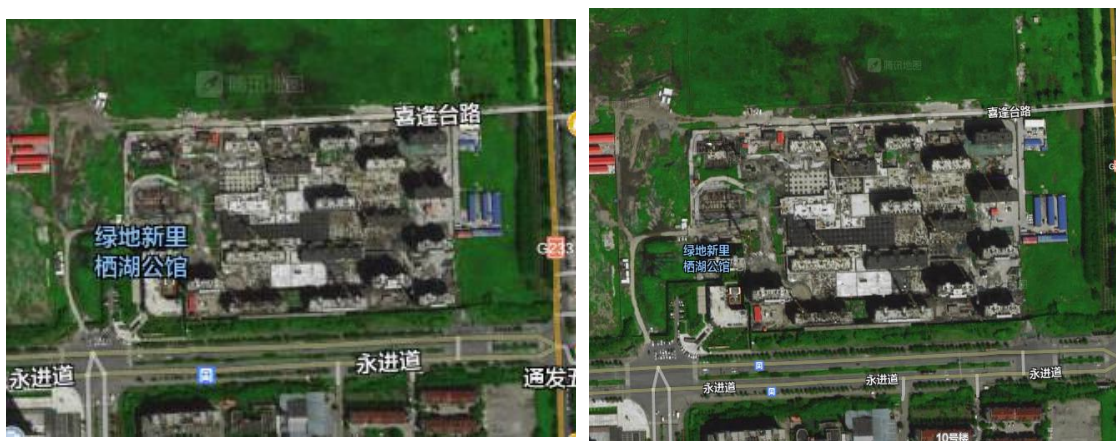 腾讯地图
喜逢台路
G233
绿地新里
栖湖公馆
永进道
永进道
通发五
腾讯地图
喜逢台路
G
绿地新里
栖湖公馆
永进道
永进道
永进道
10号楼